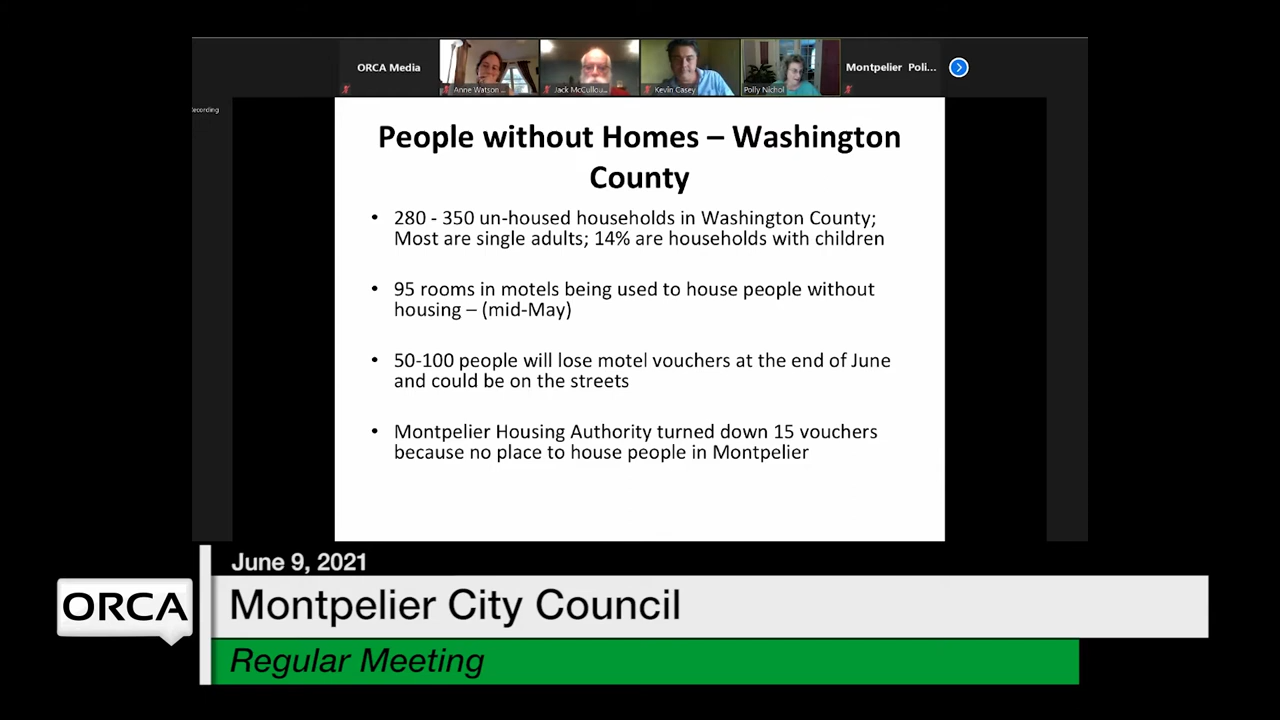 ORCA Media
Anne Watson ...
Jack McCullou...
Kevin Casey
Polly Nichol
Montpelier Poli...
ecording
People without Homes – Washington
County
• 280 - 350 un-housed households in Washington County;
Most are single adults; 14% are households with children
• 95 rooms in motels being used to house people without
housing – (mid-May)
• 50-100 people will lose motel vouchers at the end of June
and could be on the streets
• Montpelier Housing Authority turned down 15 vouchers
because no place to house people in Montpelier
June 9, 2021
ORCA
Montpelier City Council
Regular Meeting